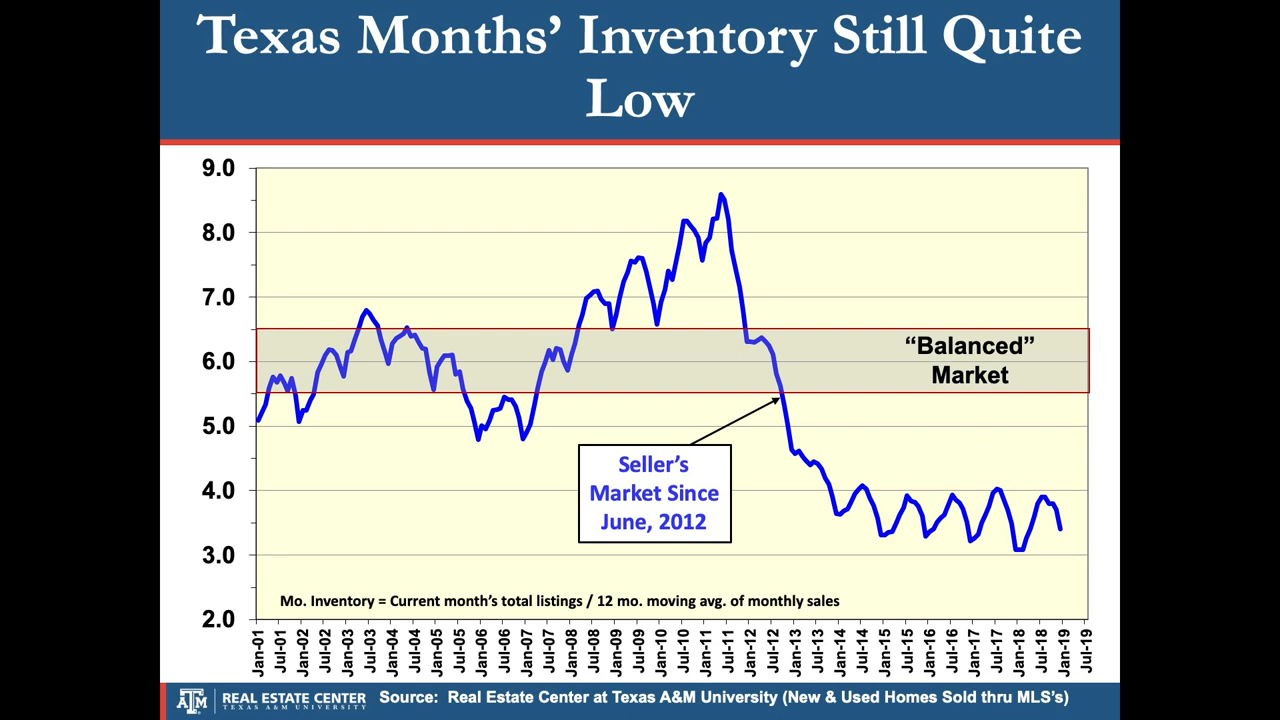 Texas Months’ Inventory Still Quite
Low
9.0
8.0
7.0
6.0
5.0
4.0
3.0
2.0
“Balanced”
Market
Seller’s
Market Since
June, 2012
Mo. Inventory = Current month’s total listings / 12 mo. moving avg. of monthly sales
Jan-01
Jul-01
Jan-02
Jul-02
Jan-03
Jul-03
Jan-04
Jul-04
Jan-05
Jul-05
Jan-06
Jul-06
Jan-07
Jul-07
Jan-08
Jul-08
Jan-09
Jul-09
Jan-10
Jul-10
Jan-11
Jul-11
Jan-12
Jul-12
Jan-13
Jul-13
Jan-14
Jul-14
Jan-15
Jul-15
Jan-16
Jul-16
Jan-17
Jul-17
Jan-18
Jul-18
Jan-19
Jul-19
ATM
REAL ESTATE CENTER
TEXAS A&M UNIVERSITY
Source: Real Estate Center at Texas A&M University (New & Used Homes Sold thru MLS’s)